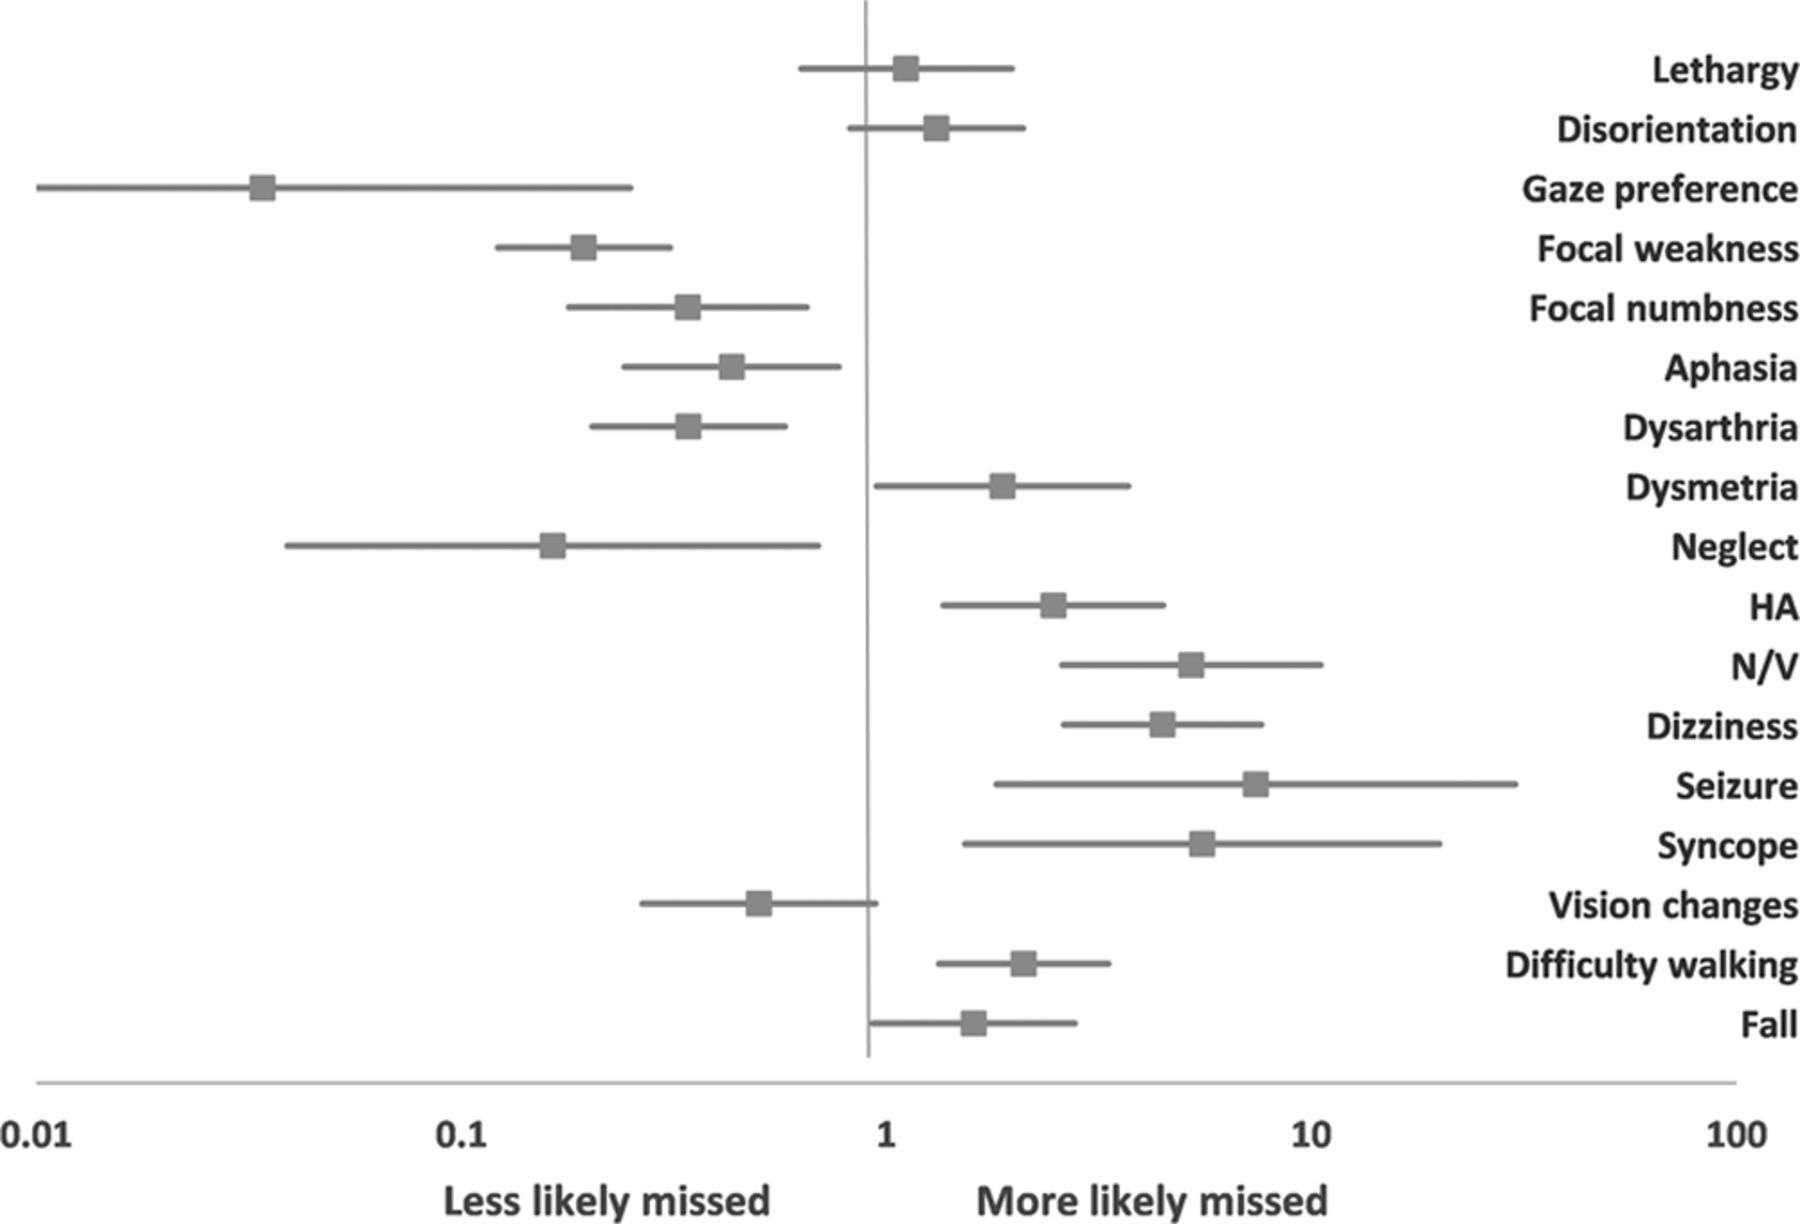 Lethargy
Disorientation
Gaze preference
Focal weakness
Focal numbness
Aphasia
Dysarthria
Dysmetria
Neglect
HA
N/V
Dizziness
Seizure
Syncope
Vision changes
Difficulty walking
Fall
0.01 0.1 1 10 100
Less likely missed More likely missed